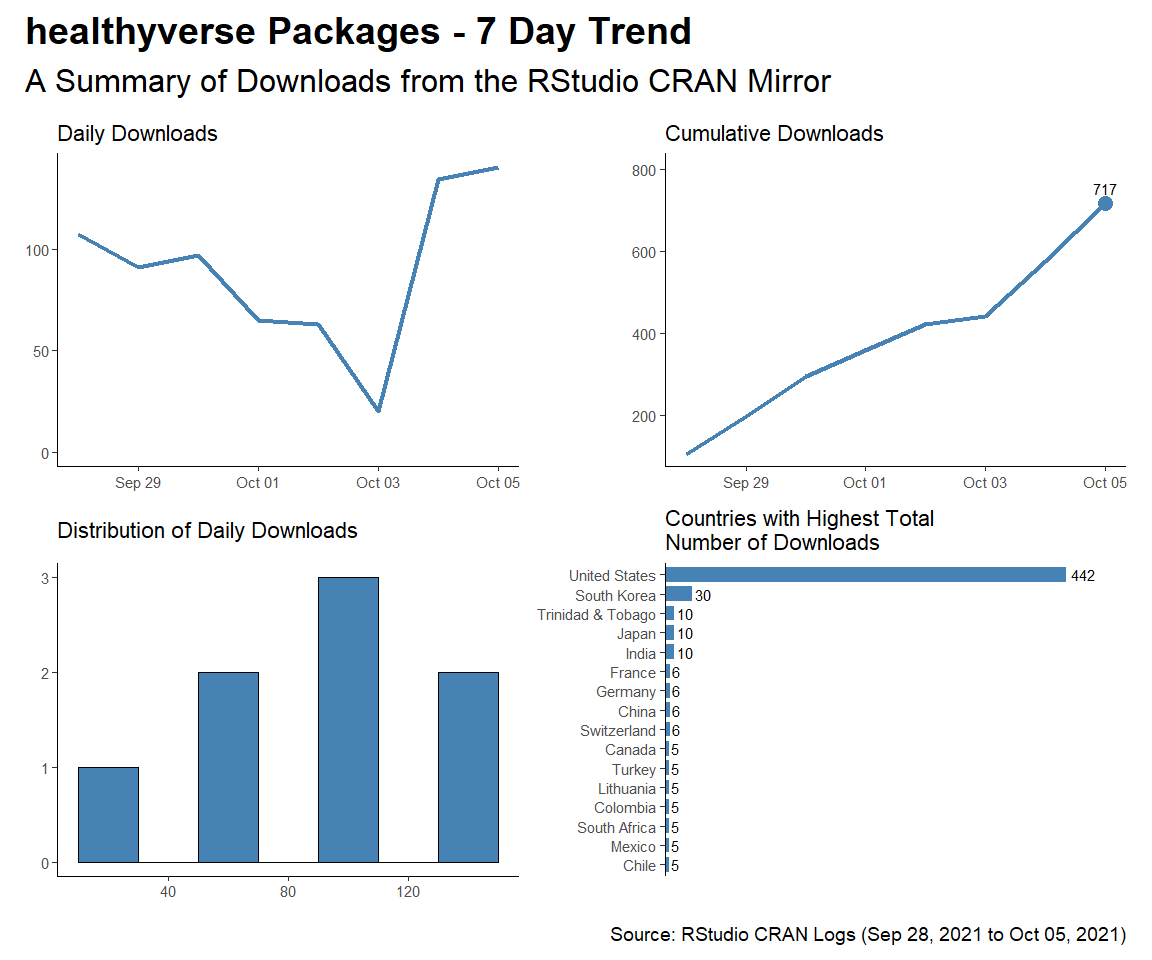 healthyverse Packages - 7 Day Trend
A Summary of Downloads from the RStudio CRAN Mirror
Daily Downloads
100
50
0
Sep 29 Oct 01 Oct 03 Oct 05
Cumulative Downloads
800
717
600
400
200
Sep 29 Oct 01 Oct 03 Oct 05
Distribution of Daily Downloads
3
2
1
0
40 80 120
Countries with Highest Total
Number of Downloads
United States 442
South Korea 30
Trinidad & Tobago 10
Japan 10
India 10
France 6
Germany 6
China 6
Switzerland 6
Canada 5
Turkey 5
Lithuania 5
Colombia 5
South Africa 5
Mexico 5
Chile 5
Source: RStudio CRAN Logs (Sep 28, 2021 to Oct 05, 2021)